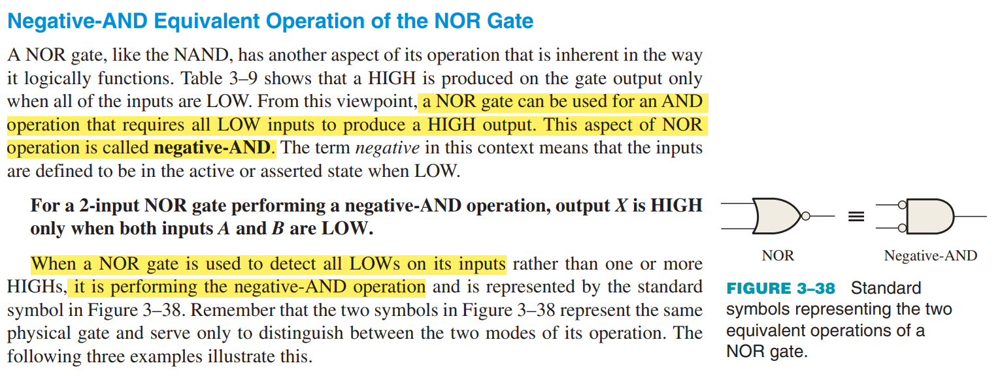 Negative-AND Equivalent Operation of the NOR Gate
A NOR gate, like the NAND, has another aspect of its operation that is inherent in the way
it logically functions. Table 3–9 shows that a HIGH is produced on the gate output only
when all of the inputs are LOW. From this viewpoint, a NOR gate can be used for an AND
operation that requires all LOW inputs to produce a HIGH output. This aspect of NOR
operation is called negative-AND. The term negative in this context means that the inputs
are defined to be in the active or asserted state when LOW.
For a 2-input NOR gate performing a negative-AND operation, output X is HIGH
only when both inputs A and B are LOW.
When a NOR gate is used to detect all LOWs on its inputs rather than one or more
HIGHs, it is performing the negative-AND operation and is represented by the standard
symbol in Figure 3–38. Remember that the two symbols in Figure 3–38 represent the same
physical gate and serve only to distinguish between the two modes of its operation. The
following three examples illustrate this.
≡
NOR
Negative-AND
FIGURE 3–38 Standard
symbols representing the two
equivalent operations of a
NOR gate.